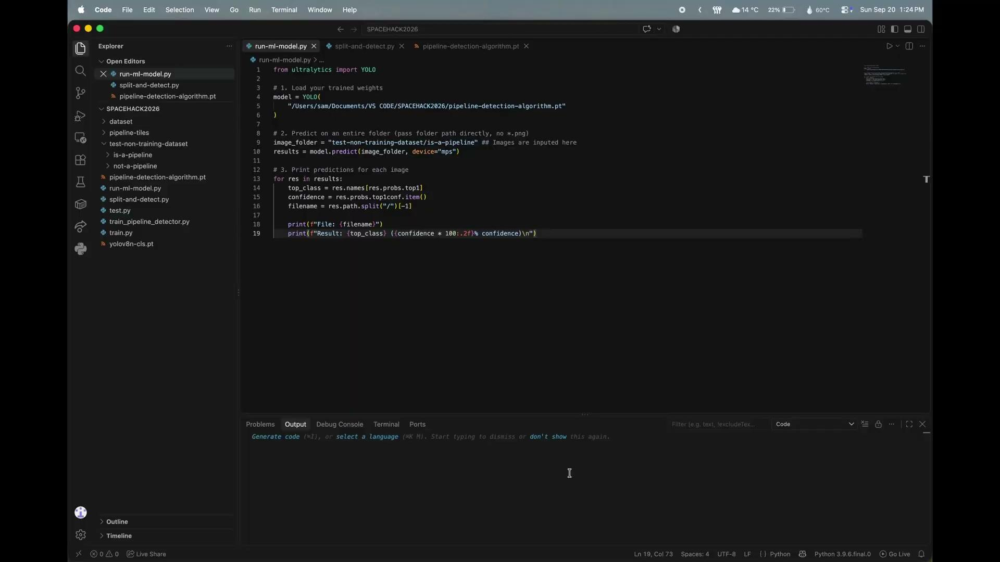 Code File Edit Selection View Go Run Terminal Window Help 14 °C 22% 60°C Sun Sep 20 1:24 PM
SPACEHACK2026
Explorer
run-ml-model.py split-and-detect.py pipeline-detection-algorithm.pt
run-ml-model.py > ...
Open Editors
run-ml-model.py
split-and-detect.py
pipeline-detection-algorithm.pt
SPACEHACK2026
dataset
pipeline-tiles
test-non-training-dataset
is-a-pipeline
not-a-pipeline
pipeline-detection-algorithm.pt
run-ml-model.py
split-and-detect.py
test.py
train_pipeline_detector.py
train.py
yolov8n-cls.pt
Outline
Timeline
1 from ultralytics import YOLO
2
3 # 1. Load your trained weights
4 model = YOLO(
5 "/Users/sam/Documents/VS CODE/SPACEHACK2026/pipeline-detection-algorithm.pt"
6 )
7
8 # 2. Predict on an entire folder (pass folder path directly, no *.png)
9 image_folder = "test-non-training-dataset/is-a-pipeline" ## Images are inputed here
10 results = model.predict(image_folder, device="mps")
11
12 # 3. Print predictions for each image
13 for res in results:
14 top_class = res.names[res.probs.top1]
15 confidence = res.probs.top1conf.item()
16 filename = res.path.split("/")[-1]
17
18 print(f"File: {filename}")
19 print(f"Result: {top_class} ({confidence * 100:.2f}% confidence)\n")
Problems Output Debug Console Terminal Ports Filter (e.g. text, !excludeTex... Code
Generate code (⌘I), or select a language (⌘K M). Start typing to dismiss or don't show this again.
0 0 Live Share Ln 19, Col 73 Spaces: 4 UTF-8 LF { } Python Python 3.9.6.final.0 Go Live